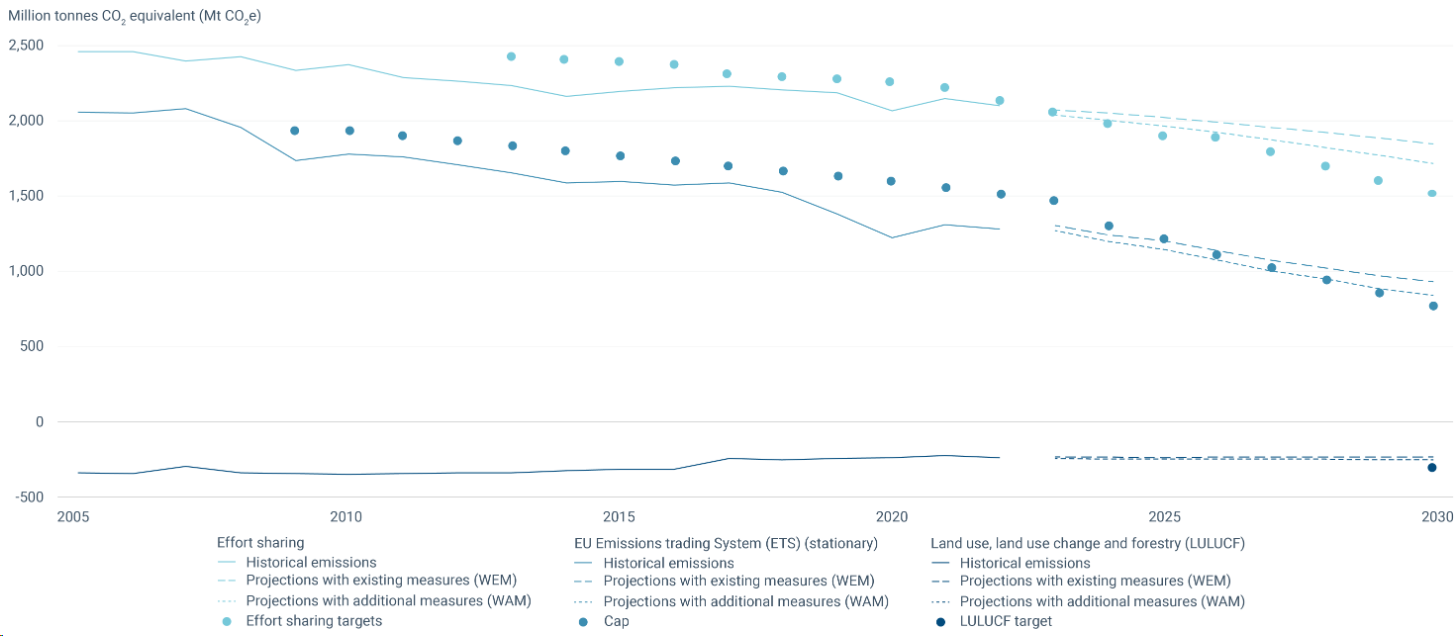 Million tonnes CO₂ equivalent (Mt CO₂e)
2,500
2,000
1,500
1,000
500
0
-500
2005 2010 2015 2020 2025 2030
Effort sharing
Historical emissions
Projections with existing measures (WEM)
Projections with additional measures (WAM)
Effort sharing targets
EU Emissions trading System (ETS) (stationary)
Historical emissions
Projections with existing measures (WEM)
Projections with additional measures (WAM)
Cap
Land use, land use change and forestry (LULUCF)
Historical emissions
Projections with existing measures (WEM)
Projections with additional measures (WAM)
LULUCF target